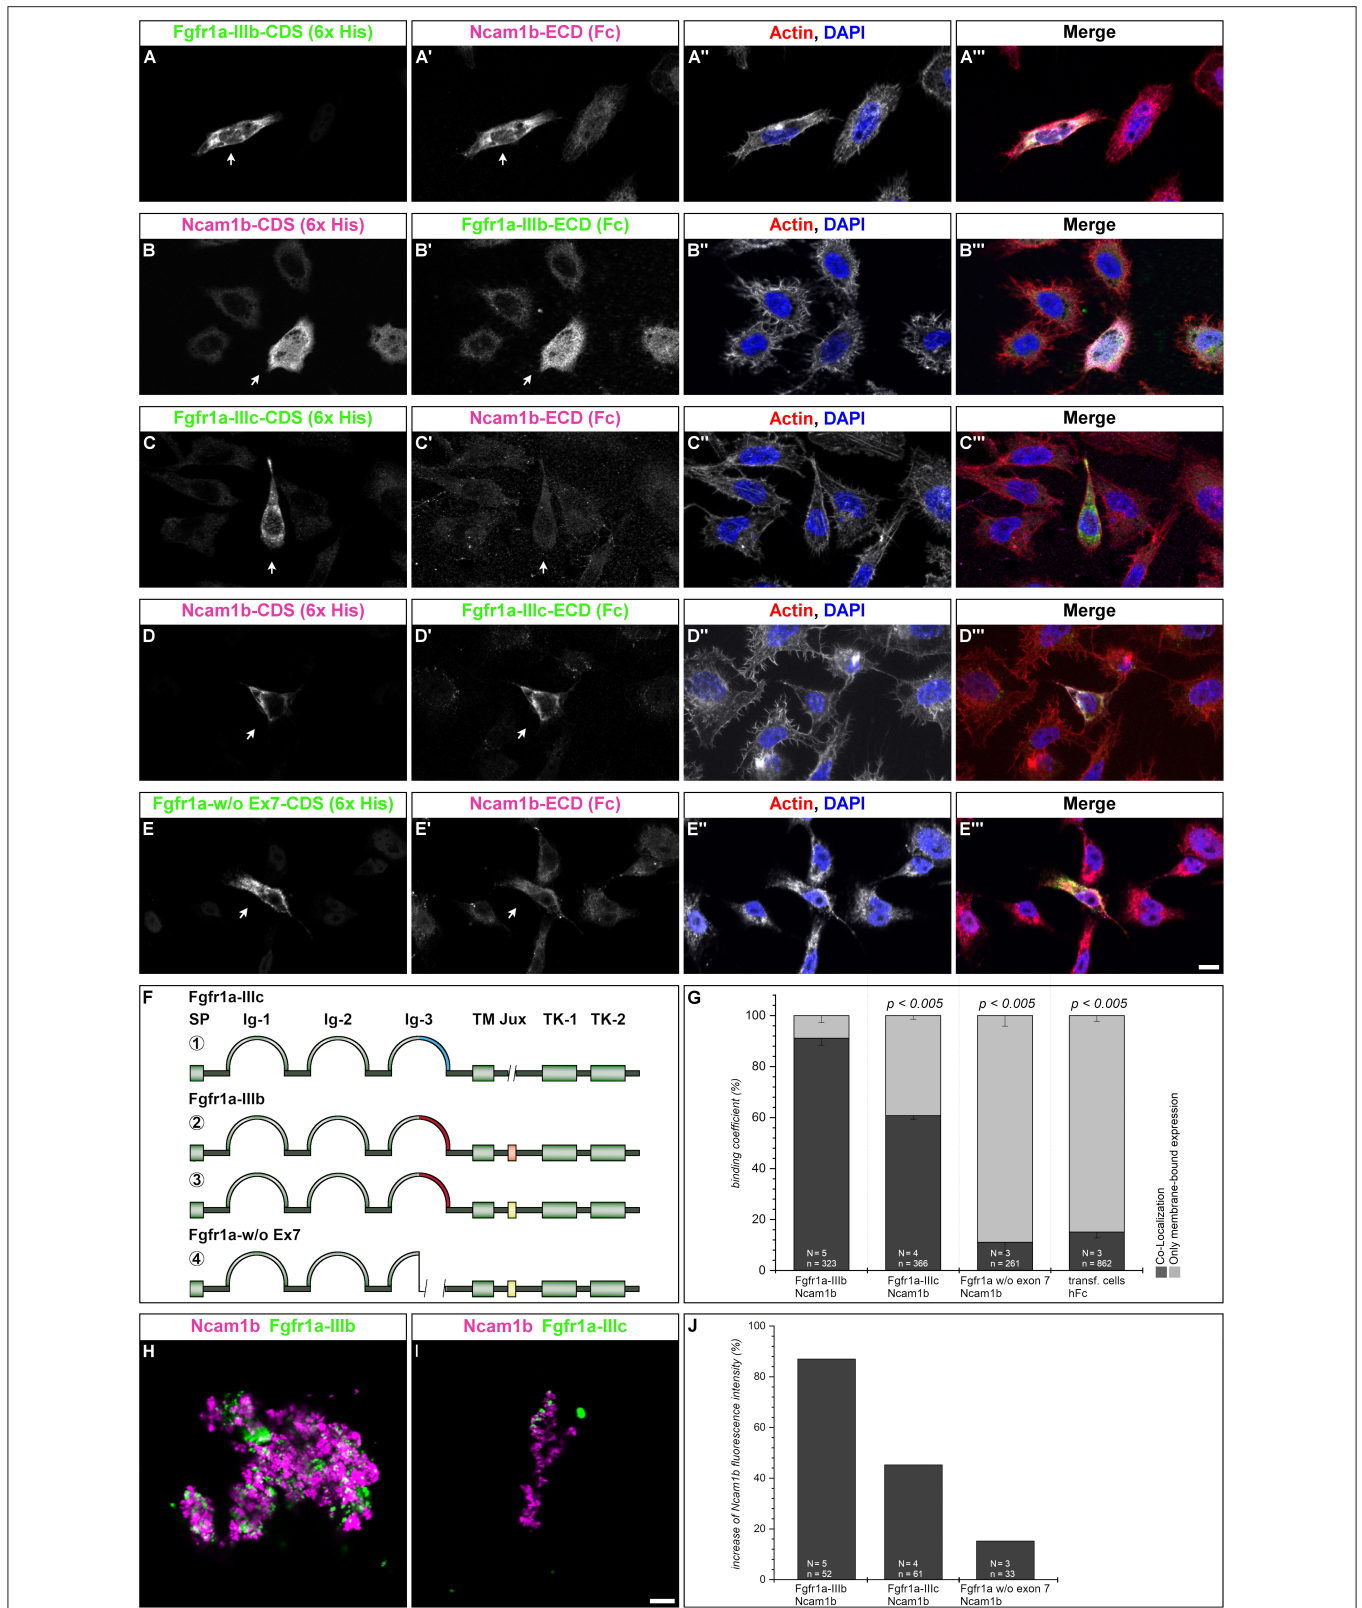 Fgfr1a-IIIb-CDS (6x His) Ncam1b-ECD (Fc) Actin, DAPI Merge
A A' A'' A'''
Ncam1b-CDS (6x His) Fgfr1a-IIIb-ECD (Fc) Actin, DAPI Merge
B B' B'' B'''
Fgfr1a-IIIc-CDS (6x His) Ncam1b-ECD (Fc) Actin, DAPI Merge
C C' C'' C'''
Ncam1b-CDS (6x His) Fgfr1a-IIIc-ECD (Fc) Actin, DAPI Merge
D D' D'' D'''
Fgfr1a-w/o Ex7-CDS (6x His) Ncam1b-ECD (Fc) Actin, DAPI Merge
E E' E'' E'''
F
Fgfr1a-IIIc
SP Ig-1 Ig-2 Ig-3 TM Jux TK-1 TK-2
1
Fgfr1a-IIIb
2
3
Fgfr1a-w/o Ex7
4
G
p < 0.005 p < 0.005 p < 0.005
binding coefficient (%)
100
80
60
40
20
0
N = 5 N = 4 N = 3 N = 3
n = 323 n = 366 n = 261 n = 862
Fgfr1a-IIIb Fgfr1a-IIIc Fgfr1a w/o exon 7 transf. cells
Ncam1b Ncam1b Ncam1b hFc
Co-Localization
Only membrane-bound expression
Ncam1b Fgfr1a-IIIb
H
Ncam1b Fgfr1a-IIIc
I
J
increase of Ncam1b fluorescence intensity (%)
100
80
60
40
20
0
N = 5 N = 4 N = 3
n = 52 n = 61 n = 33
Fgfr1a-IIIb Fgfr1a-IIIc Fgfr1a w/o exon 7
Ncam1b Ncam1b Ncam1b